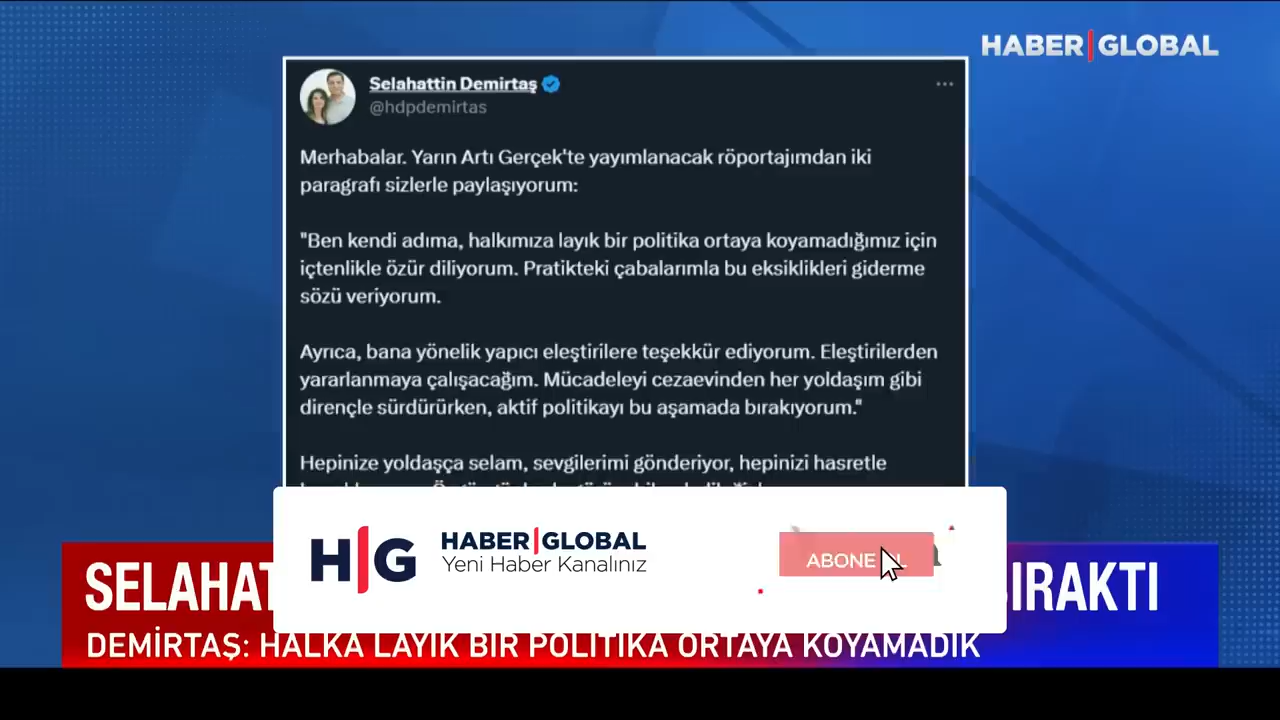 HABER GLOBAL
Selahattin Demirtaş
@hdpdemirtas
Merhabalar. Yarın Artı Gerçek'te yayımlanacak röportajımdan iki
paragrafı sizlerle paylaşıyorum:
"Ben kendi adıma, halkımıza layık bir politika ortaya koyamadığımız için
içtenlikle özür diliyorum. Pratikteki çabalarımla bu eksiklikleri giderme
sözü veriyorum.
Ayrıca, bana yönelik yapıcı eleştirilere teşekkür ediyorum. Eleştirilerden
yararlanmaya çalışacağım. Mücadeleyi cezaevinden her yoldaşım gibi
dirençle sürdürürken, aktif politikayı bu aşamada bırakıyorum."
Hepinize yoldaşça selam, sevgilerimi gönderiyor, hepinizi hasretle
H|G HABER GLOBAL
Yeni Haber Kanalınız
ABONE
SELAHAT
IRAKTI
DEMİRTAŞ: HALKA LAYIK BİR POLİTİKA ORTAYA KOYAMADIK